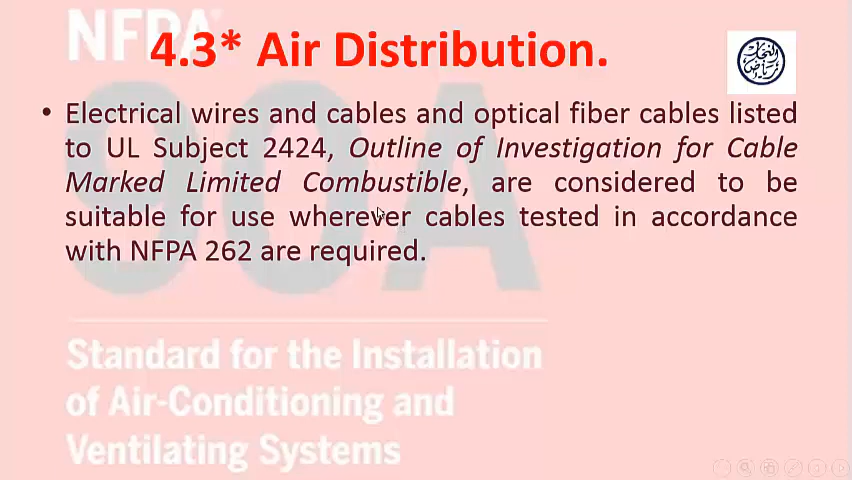 NFPA
4.3* Air Distribution.
• Electrical wires and cables and optical fiber cables listed
to UL Subject 2424, Outline of Investigation for Cable
Marked Limited Combustible, are considered to be
suitable for use wherever cables tested in accordance
with NFPA 262 are required.
90A
Standard for the Installation
of Air-Conditioning and
Ventilating Systems